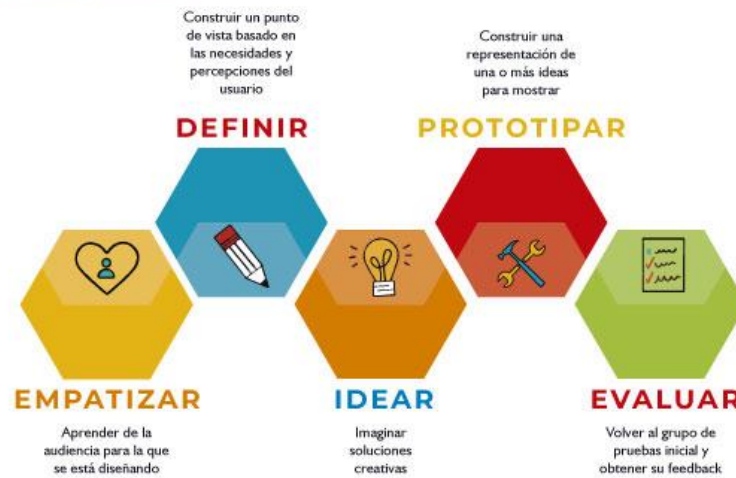 Construir un punto
de vista basado en
las necesidades y
percepciones del
usuario
DEFINIR
Construir una
representación de
una o más ideas
para mostrar
PROTOTIPAR
EMPATIZAR
Aprender de la
audiencia para la que
se está diseñando
IDEAR
Imaginar
soluciones
creativas
EVALUAR
Volver al grupo de
pruebas inicial y
obtener su feedback